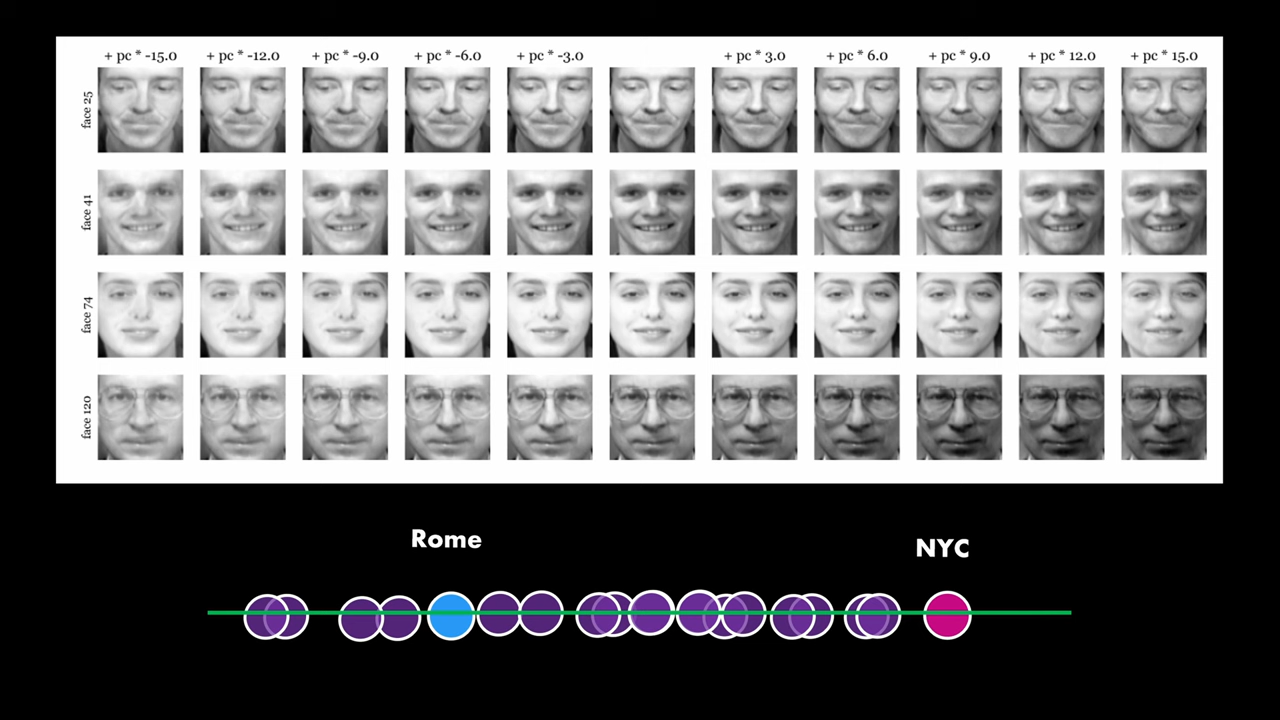 + pc * -15.0 + pc * -12.0 + pc * -9.0 + pc * -6.0 + pc * -3.0 + pc * 3.0 + pc * 6.0 + pc * 9.0 + pc * 12.0 + pc * 15.0
face 25
face 41
face 74
face 120
Rome
NYC